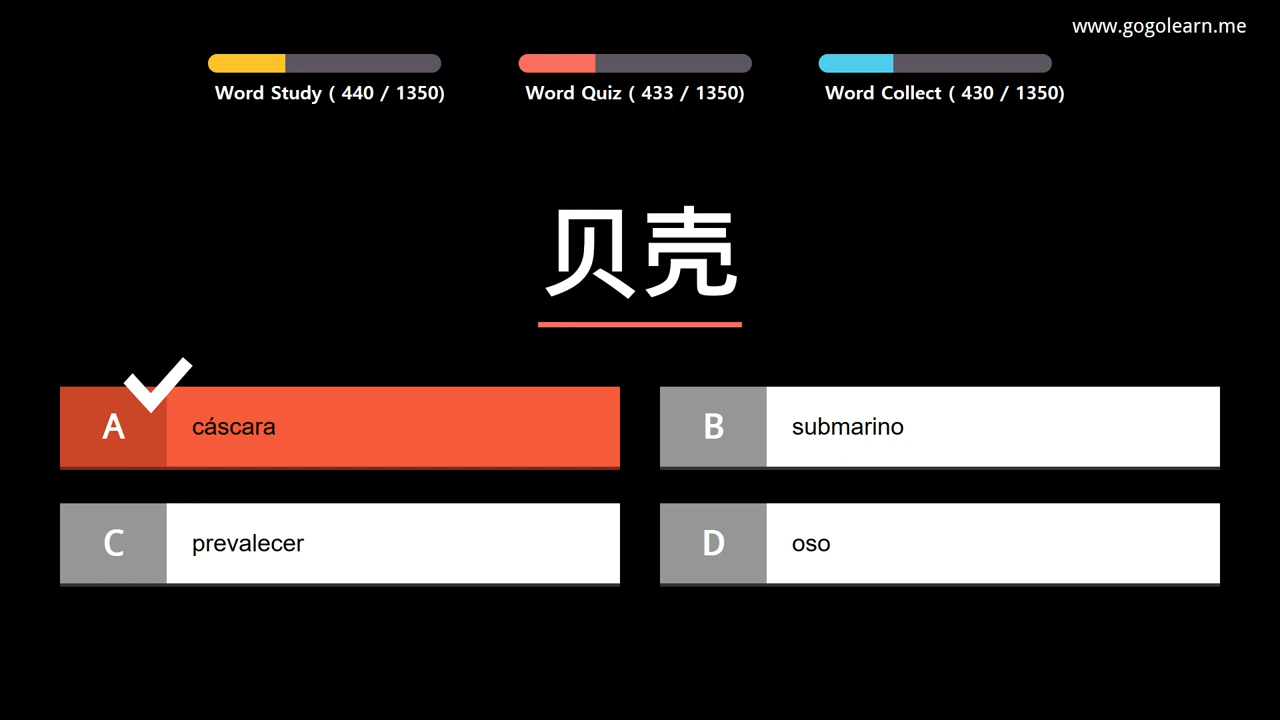 www.gogolearn.me
Word Study ( 440 / 1350)
Word Quiz ( 433 / 1350)
Word Collect ( 430 / 1350)
贝壳
A cáscara
B submarino
C prevalecer
D oso